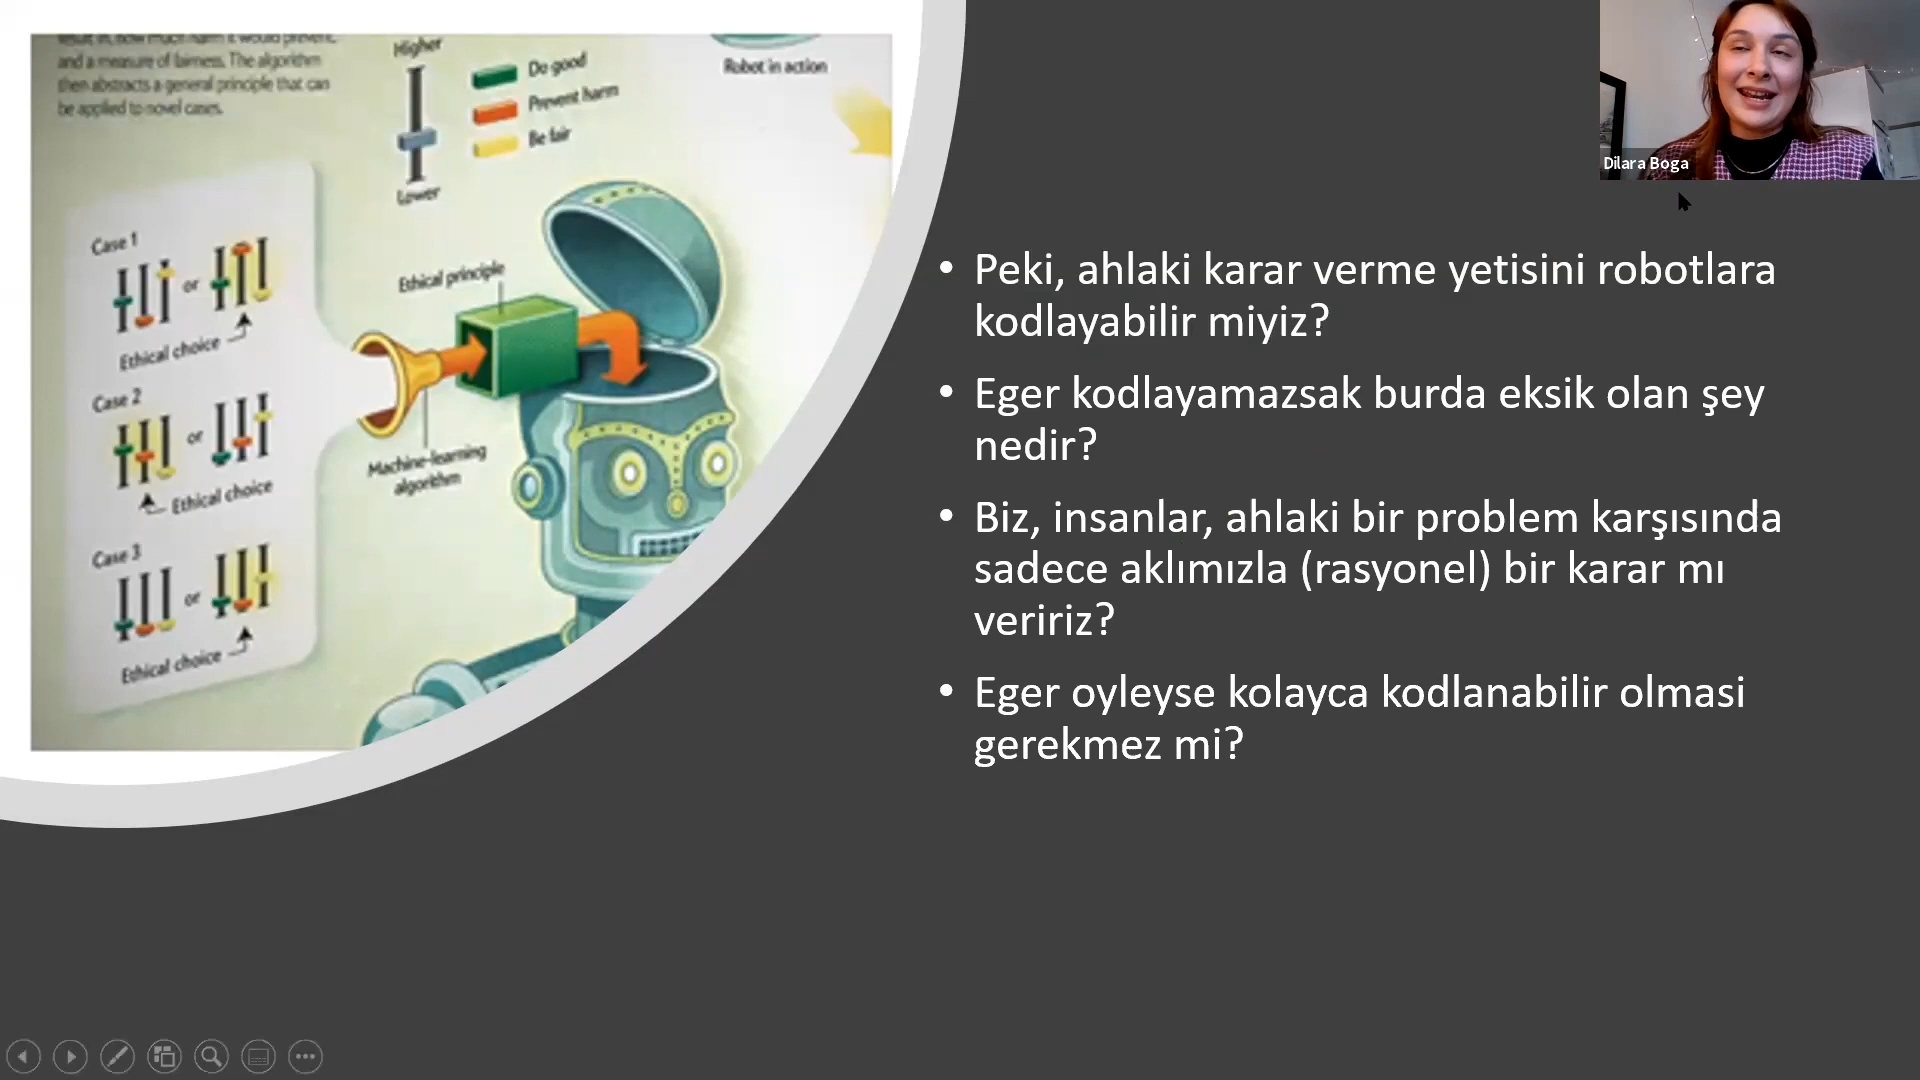 and a measure of fairness. The algorithm
then abstracts a general principle that can
be applied to novel cases.
Higher
Lower
Do good
Prevent harm
Be fair
Robot in action
Case 1
or
Ethical choice
Case 2
or
Ethical choice
Case 3
or
Ethical choice
Ethical principle
Machine-learning
algorithm
Dilara Boga
• Peki, ahlaki karar verme yetisini robotlara
kodlayabilir miyiz?
• Eger kodlayamazsak burda eksik olan şey
nedir?
• Biz, insanlar, ahlaki bir problem karşısında
sadece aklımızla (rasyonel) bir karar mı
veririz?
• Eger oyleyse kolayca kodlanabilir olmasi
gerekmez mi?